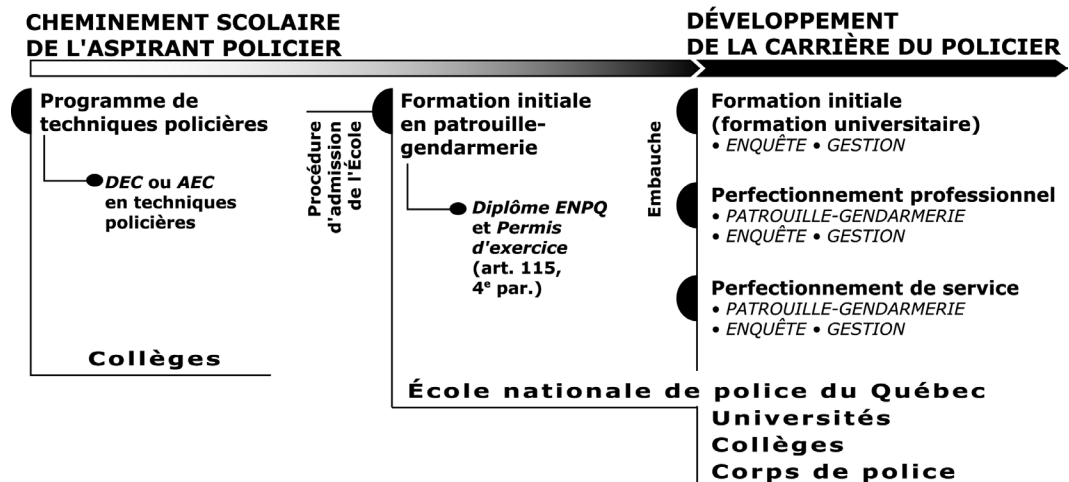 CHEMINEMENT SCOLAIRE
DE L'ASPIRANT POLICIER
DÉVELOPPEMENT
DE LA CARRIÈRE DU POLICIER
Programme de
techniques policières
DEC ou AEC
en techniques
policières
Collèges
Procédure
d'admission
de l'École
Formation initiale
en patrouille-
gendarmerie
Diplôme ENPQ
et Permis
d'exercice
(art. 115,
4e par.)
Embauche
Formation initiale
(formation universitaire)
• ENQUÊTE • GESTION
Perfectionnement professionnel
• PATROUILLE-GENDARMERIE
• ENQUÊTE • GESTION
Perfectionnement de service
• PATROUILLE-GENDARMERIE
• ENQUÊTE • GESTION
École nationale de police du Québec
Universités
Collèges
Corps de police